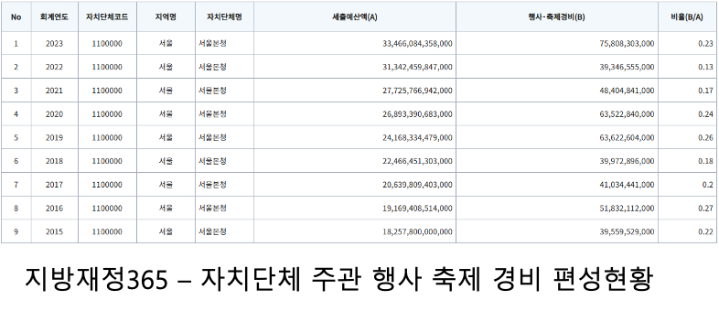 No 회계연도 자치단체코드 지역명 자치단체명 세출예산액(A) 행사·축제경비(B) 비율(B/A)
1 2023 1100000 서울 서울본청 33,466,084,358,000 75,808,303,000 0.23
2 2022 1100000 서울 서울본청 31,342,459,847,000 39,346,555,000 0.13
3 2021 1100000 서울 서울본청 27,725,766,942,000 48,404,841,000 0.17
4 2020 1100000 서울 서울본청 26,893,390,683,000 63,522,840,000 0.24
5 2019 1100000 서울 서울본청 24,168,334,479,000 63,622,604,000 0.26
6 2018 1100000 서울 서울본청 22,466,451,303,000 39,972,896,000 0.18
7 2017 1100000 서울 서울본청 20,639,809,403,000 41,034,441,000 0.2
8 2016 1100000 서울 서울본청 19,169,408,514,000 51,832,112,000 0.27
9 2015 1100000 서울 서울본청 18,257,800,000,000 39,559,529,000 0.22
지방재정365 – 자치단체 주관 행사 축제 경비 편성현황